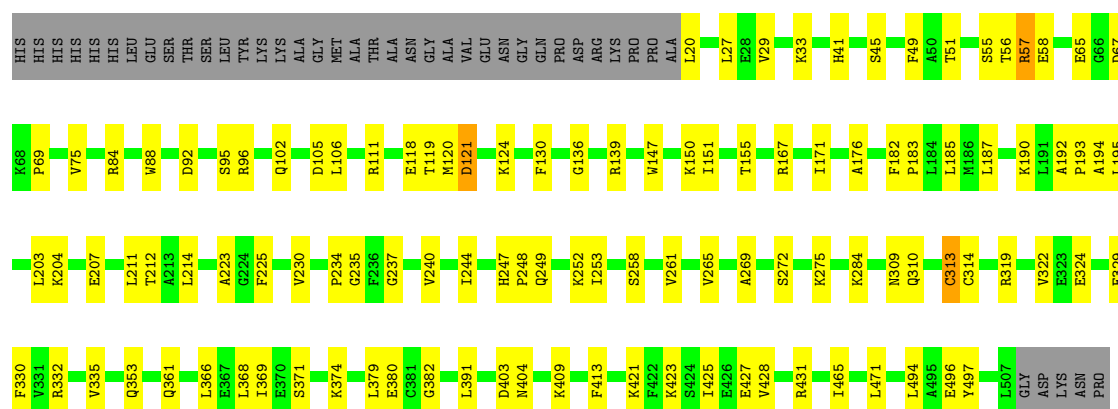 HIS HIS HIS HIS HIS HIS LEU GLU SER THR SER LEU TYR LYS LYS ALA GLY MET ALA THR ALA ASN GLY ALA VAL GLU ASN GLY GLN PRO ASP ARG LYS PRO PRO ALA L20 L27 E28 V29 K33 H41 S45 F49 A50 T51 S55 T56 R57 E58 E65 G66
K68 P69 V75 R84 W88 D92 S95 R96 Q102 D105 L106 R111 E118 T119 M120 D121 K124 F130 G136 R139 W147 K150 I151 T155 R167 I171 A176 F182 P183 L184 L185 M186 L187 K190 L191 A192 P193 A194
L203 K204 E207 L211 T212 A213 L214 A223 G224 F225 V230 P234 G235 F236 G237 V240 I244 H247 P248 Q249 K252 I253 S258 V261 V265 A269 S272 K275 K284 N309 Q310 C313 C314 R319 V322 E323 E324
F330 V331 R332 V335 Q353 Q361 L366 E367 L368 I369 E370 S371 K374 L379 E380 C381 G382 L391 D403 N404 K409 F413 K421 F422 K423 S424 I425 E426 E427 V428 R431 I465 L471 L494 A495 E496 Y497 L507 GLY ASP LYS ASN PRO